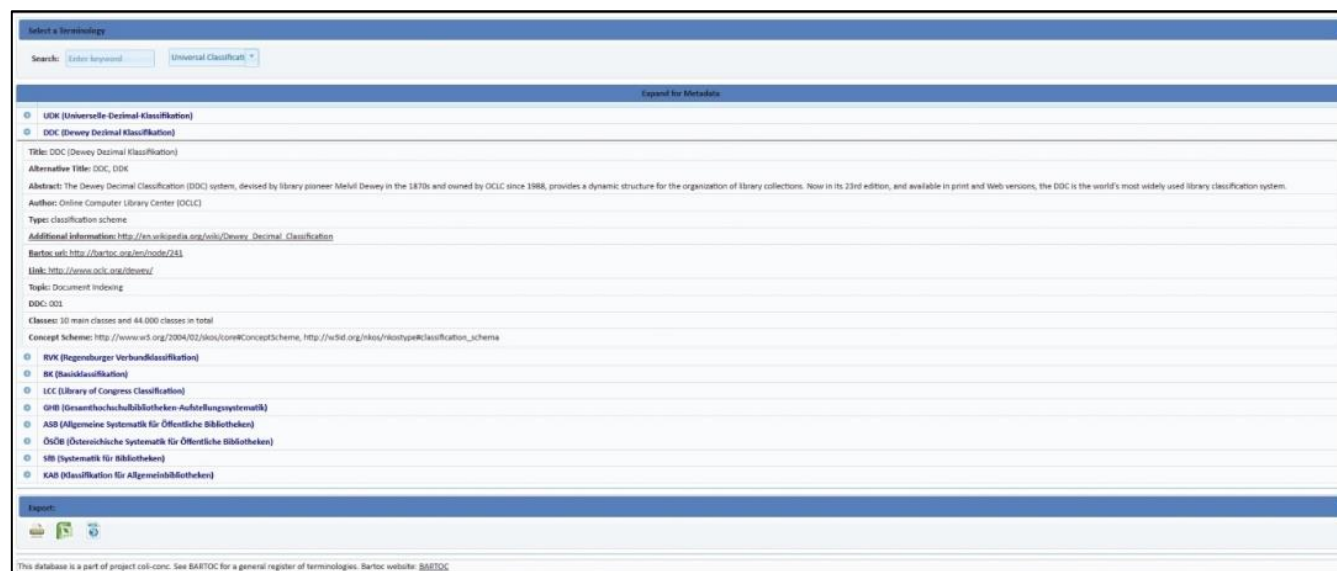 Select a Terminology
Search: Enter keyword Universal Classificati
Expand for Metadata
UDK (Universelle-Dezimal-Klassifikation)
DDC (Dewey Dezimal Klassifikation)
Title: DDC (Dewey Dezimal Klassifikation)
Alternative Title: DDC, DDK
Abstract: The Dewey Decimal Classification (DDC) system, devised by library pioneer Melvil Dewey in the 1870s and owned by OCLC since 1988, provides a dynamic structure for the organization of library collections. Now in its 23rd edition, and available in print and Web versions, the DDC is the world's most widely used library classification system.
Author: Online Computer Library Center (OCLC)
Type: classification scheme
Additional information: http://en.wikipedia.org/wiki/Dewey_Decimal_Classification
Bartoc url: http://bartoc.org/en/node/241
Link: http://www.oclc.org/dewey/
Topic: Document Indexing
DDC: 001
Classes: 10 main classes and 44.000 classes in total
Concept Scheme: http://www.w3.org/2004/02/skos/core#ConceptScheme, http://w3id.org/nkos/nkostype#classification_schema
RVK (Regensburger Verbundklassifikation)
BK (Basisklassifikation)
LCC (Library of Congress Classification)
GHB (Gesamthochschulbibliotheken-Aufstellungssystematik)
ASB (Allgemeine Systematik für Öffentliche Bibliotheken)
ÖSÖB (Östereichische Systematik für Öffentliche Bibliotheken)
SfB (Systematik für Bibliotheken)
KAB (Klassifikation für Allgemeinbibliotheken)
Export:
This database is a part of project coli-conc. See BARTOC for a general register of terminologies. Bartoc website: BARTOC